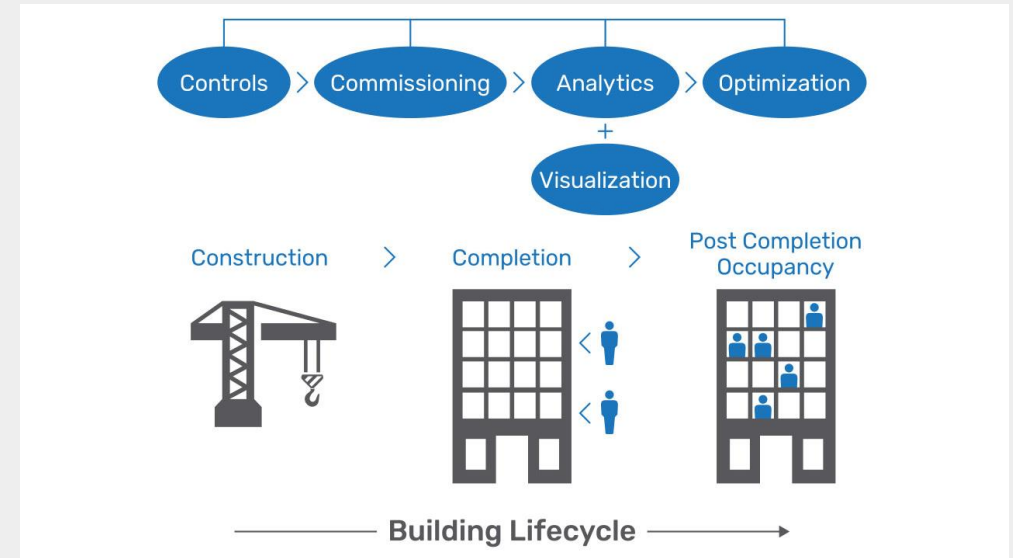 Controls > Commissioning > Analytics > Optimization
+
Visualization
Construction > Completion > Post Completion
Occupancy
Building Lifecycle